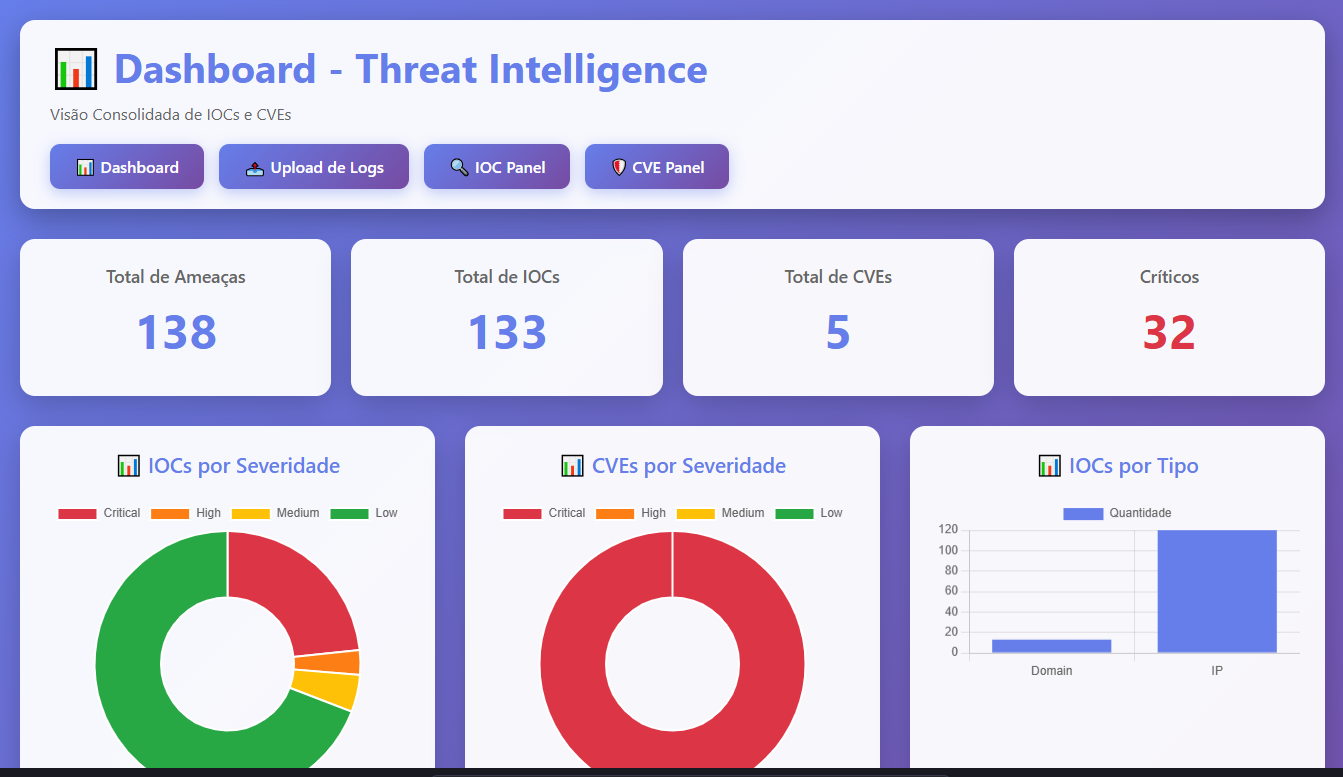 Dashboard - Threat Intelligence
Visão Consolidada de IOCs e CVEs
Dashboard Upload de Logs IOC Panel CVE Panel
Total de Ameaças Total de IOCs Total de CVEs Críticos
138 133 5 32
IOCs por Severidade
Critical High Medium Low
CVEs por Severidade
Critical High Medium Low
IOCs por Tipo
Quantidade
120
100
80
60
40
20
0
Domain IP